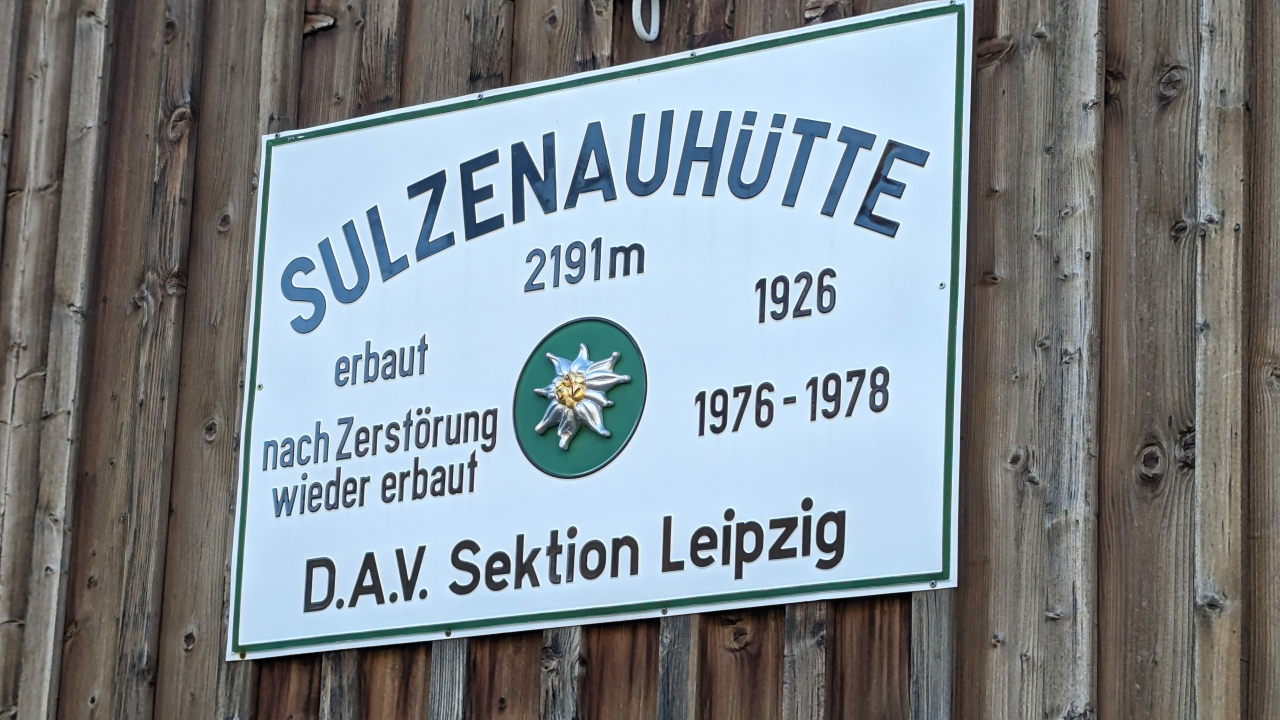 SULZENAUHÜTTE
2191m
erbaut 1926
nach Zerstörung
wieder erbaut 1976-1978
D.A.V. Sektion Leipzig